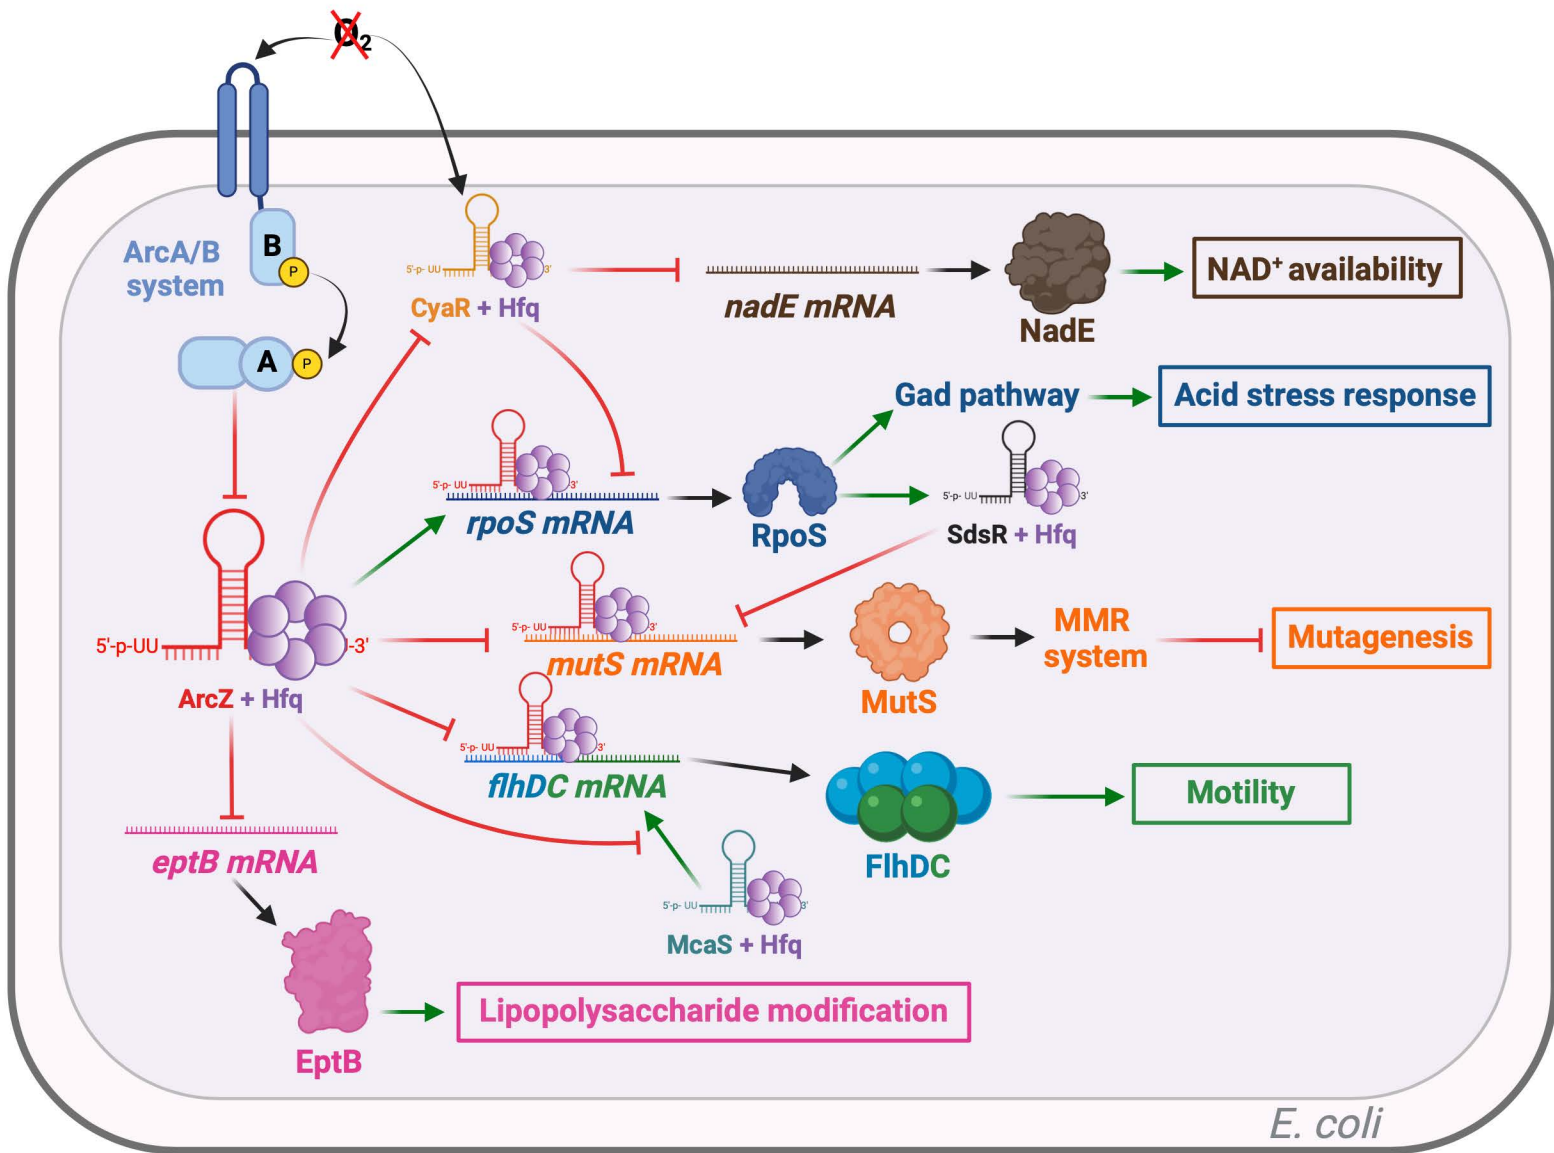 O₂
ArcA/B
system
B
P
A
P
5'-p- UU
3'
CyaR + Hfq
nadE mRNA
NadE
NAD⁺ availability
Gad pathway
Acid stress response
5'-p- UU
3'
rpoS mRNA
RpoS
5'-p- UU
3'
SdsR + Hfq
5'-p-UU
-3'
ArcZ + Hfq
5'-p- UU
3'
mutS mRNA
MutS
MMR
system
Mutagenesis
5'-p- UU
3'
flhDC mRNA
FlhDC
Motility
eptB mRNA
5'-p- UU
3'
McaS + Hfq
EptB
Lipopolysaccharide modification
E. coli